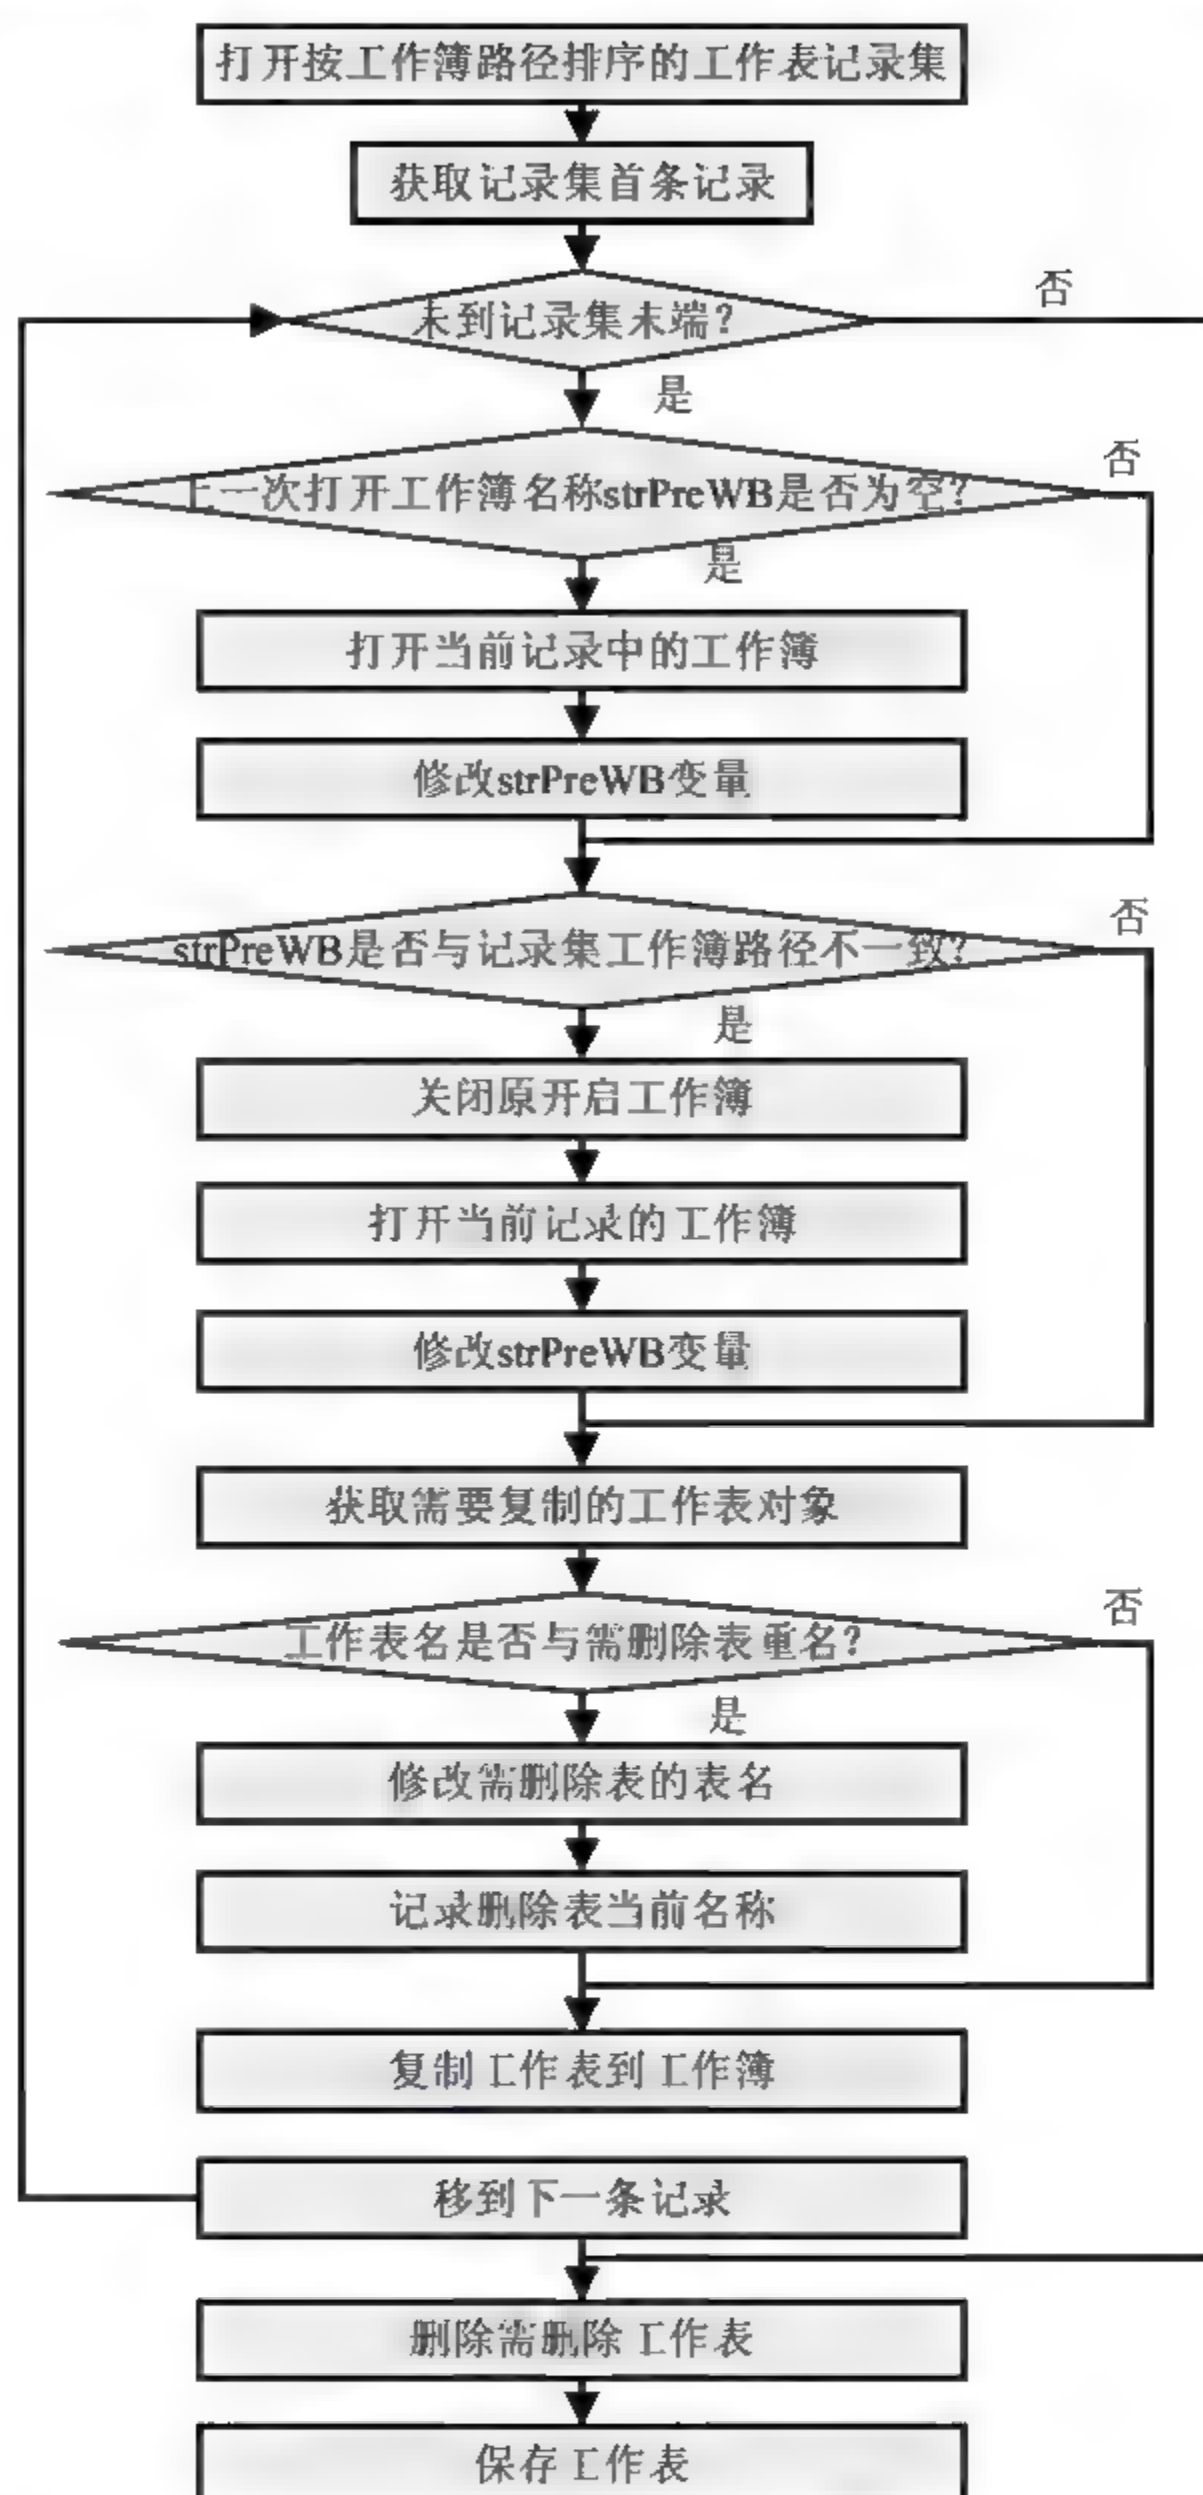 打开按工作簿路径排序的工作表记录集
获取记录集首条记录
未到记录集末端?
否
是
上一次打开工作簿名称strPreWB是否为空?
否
是
打开当前记录中的工作簿
修改strPreWB变量
strPreWB是否与记录集工作簿路径不一致?
否
是
关闭原开启工作簿
打开当前记录的工作簿
修改strPreWB变量
获取需要复制的工作表对象
工作表名是否与需删除表重名?
否
是
修改需删除表的表名
记录删除表当前名称
复制工作表到工作簿
移到下一条记录
删除需删除工作表
保存工作表